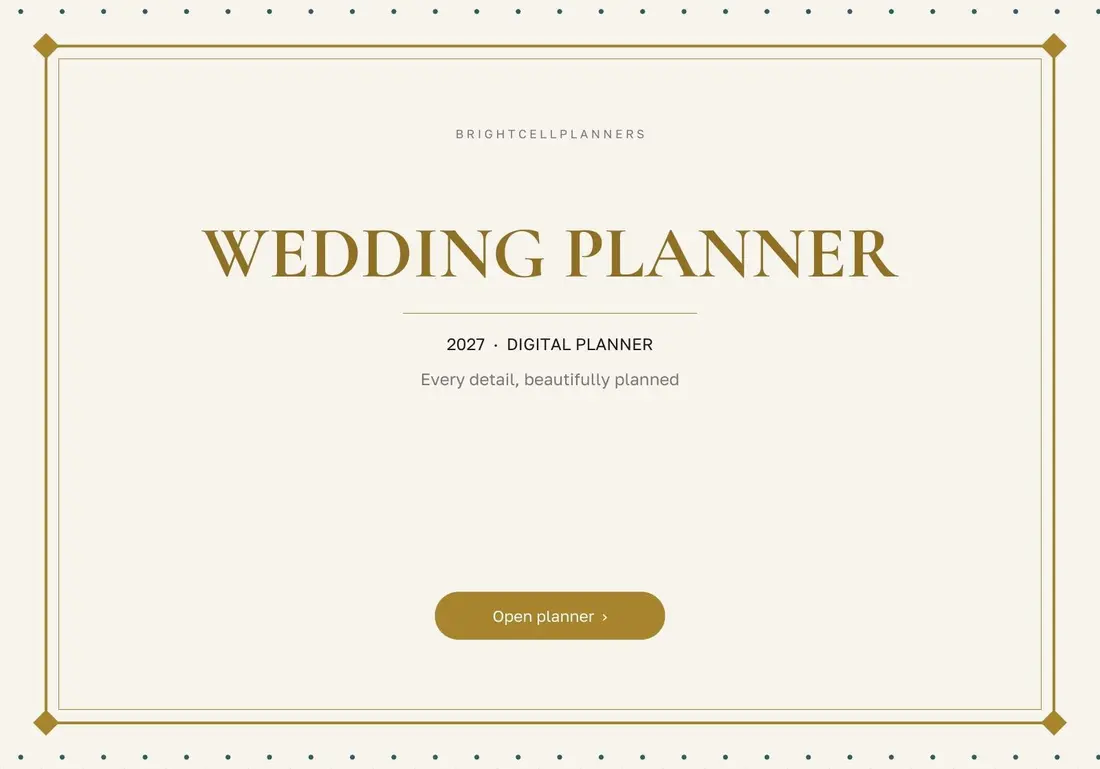 BRIGHTCELLPLANNERS
WEDDING PLANNER
2027 · DIGITAL PLANNER
Every detail, beautifully planned
Open planner ›